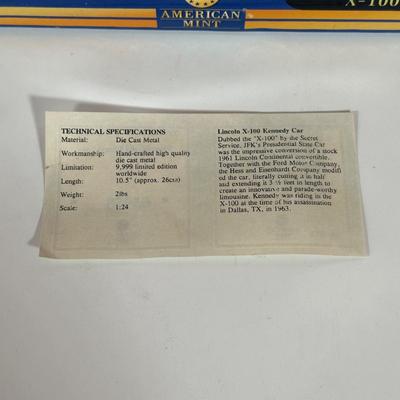 AMERICAN
MINT
X-100
TECHNICAL SPECIFICATIONS
Material: Die Cast Metal
Workmanship: Hand-crafted high quality
die cast metal
Limitation: 9,999 limited edition
worldwide
Length: 10.5" (approx. 26cm)
Weight: 2lbs
Scale: 1:24
Lincoln X-100 Kennedy Car
Dubbed the "X-100" by the Secret
Service, JFK's Presidential State Car
was the impressive conversion of a stock
1961 Lincoln Continental convertible.
Together with the Ford Motor Company,
the Hess and Eisenhardt Company modifi
ed the car, literally cutting it in half
and extending it 3 ½ feet in length to
create an innovative and parade-worthy
limousine. Kennedy was riding in the
X-100 at the time of his assassination
in Dallas, TX, in 1963.